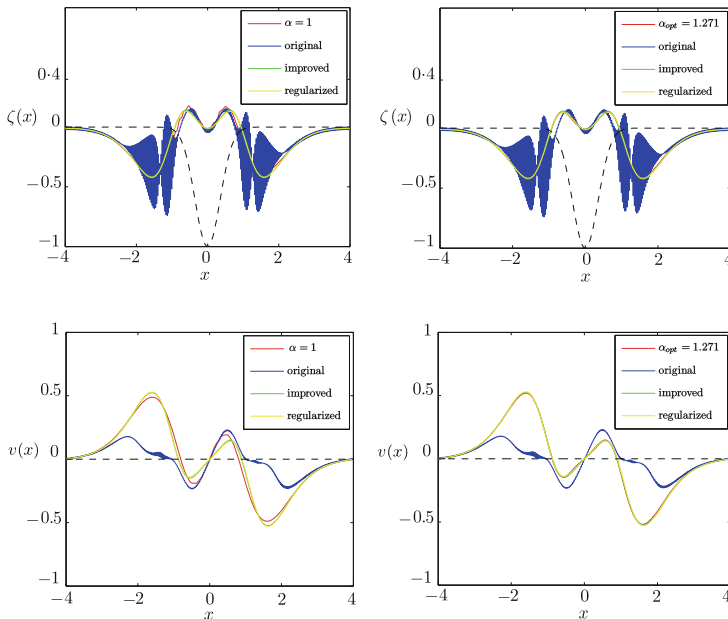 α = 1
original
improved
regularized
0·4
ζ(x)
0
−0.5
−1
−4
−2
0
2
4
x
α_opt = 1.271
original
improved
regularized
0·4
ζ(x)
0
−0.5
−1
−4
−2
0
2
4
x
α = 1
original
improved
regularized
1
0.5
v(x)
0
−0.5
−1
−4
−2
0
2
4
x
α_opt = 1.271
original
improved
regularized
1
0.5
v(x)
0
−0.5
−1
−4
−2
0
2
4
x